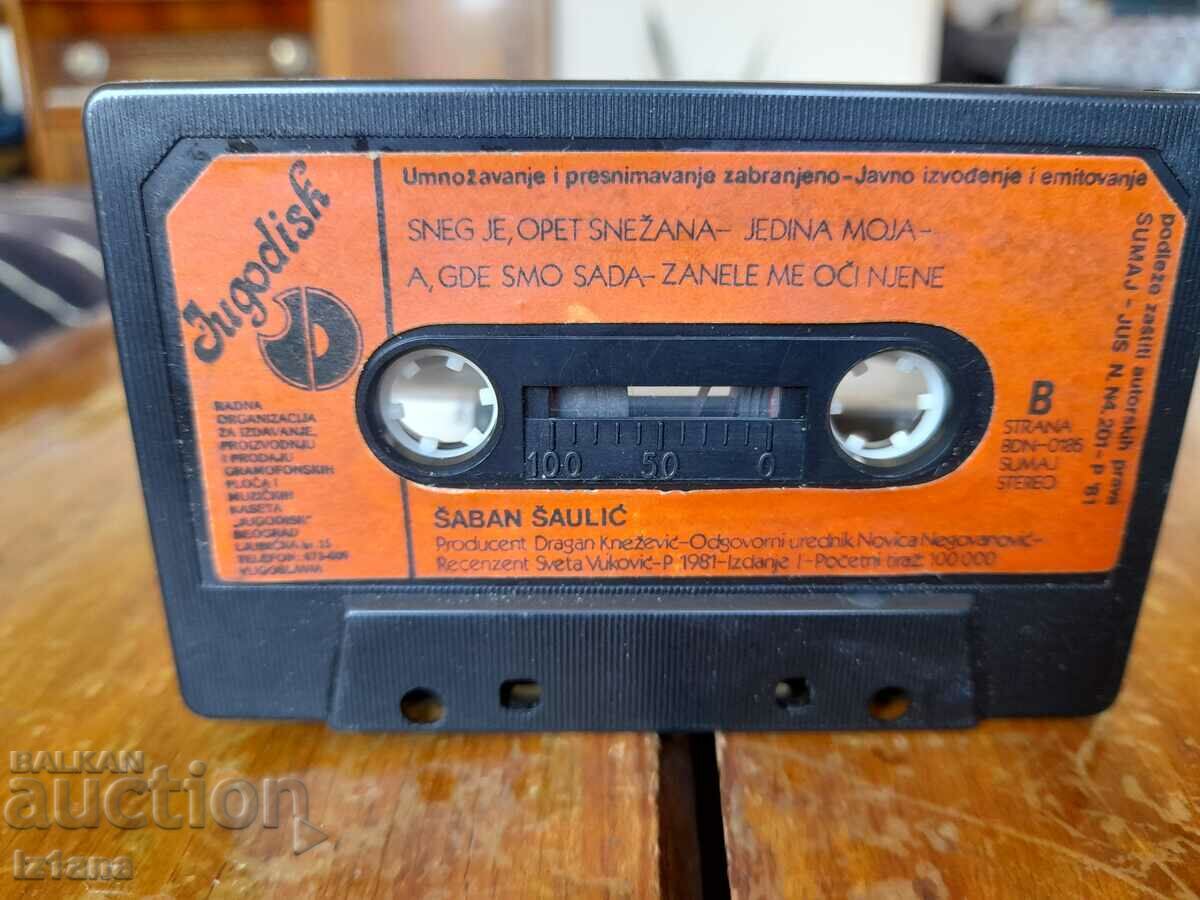 Jugodisk
RADNA
ORGANIZACIJA
ZA IZDAVANJE
PROIZVODNJU
I PRODAJU
GRAMOFONSKIH
PLOČA I
MUZIČKIH
KASETA
"JUGODISK"
BEOGRAD
JUGOSLAVIJA
Umnožavanje i presnimavanje zabranjeno-Javno izvođenje i emitovanje
podleže zaštiti autorskih prava
SUMAJ-JUS N.N4.201-P '81
SNEG JE, OPET SNEŽANA- JEDINA MOJA-
A, GDE SMO SADA-ZANELE ME OČI NJENE
100 50 0
B
STRANA
BDN-0186
SUMAJ
STEREO
ŠABAN ŠAULIĆ
Producent Dragan Knežević-Odgovorni urednik Novica Negovanović-
Recenzent Sveta Vuković-P 1981-Izdanje I-Početni tiraž: 100 000
BALKAN
auction
Iztana